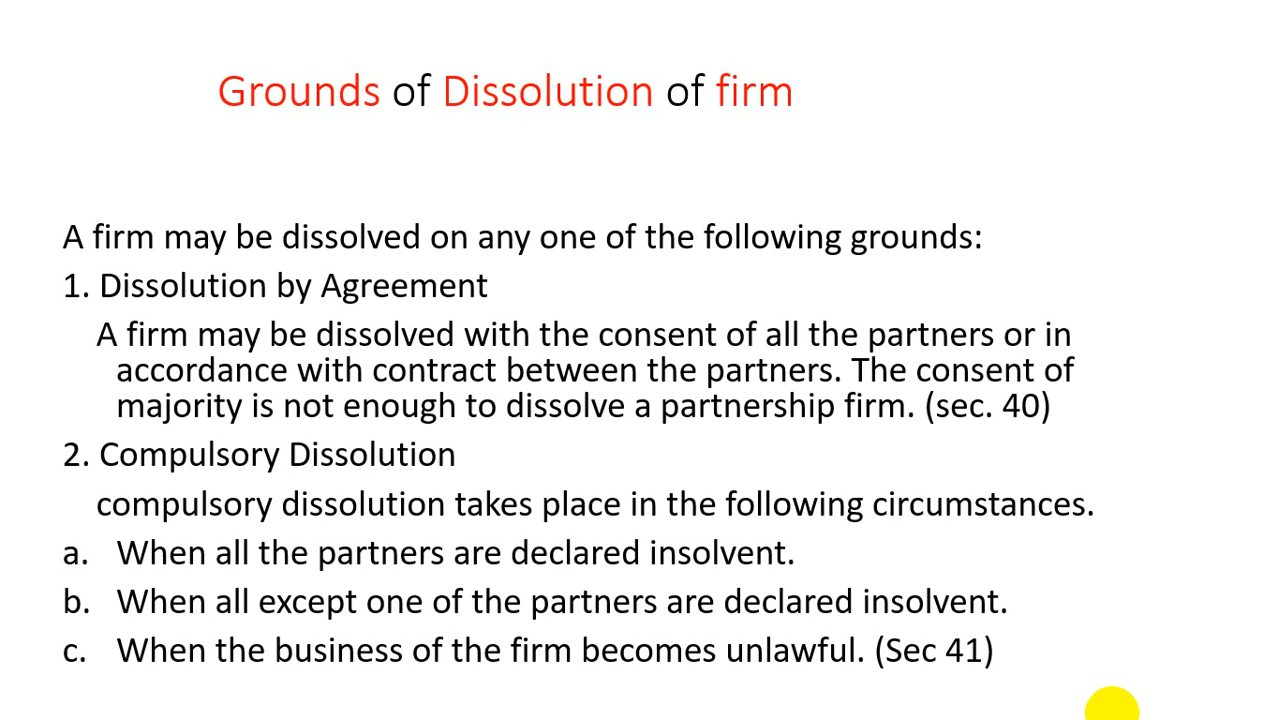 Grounds of Dissolution of firm
A firm may be dissolved on any one of the following grounds:
1. Dissolution by Agreement
A firm may be dissolved with the consent of all the partners or in
accordance with contract between the partners. The consent of
majority is not enough to dissolve a partnership firm. (sec. 40)
2. Compulsory Dissolution
compulsory dissolution takes place in the following circumstances.
a. When all the partners are declared insolvent.
b. When all except one of the partners are declared insolvent.
c. When the business of the firm becomes unlawful. (Sec 41)